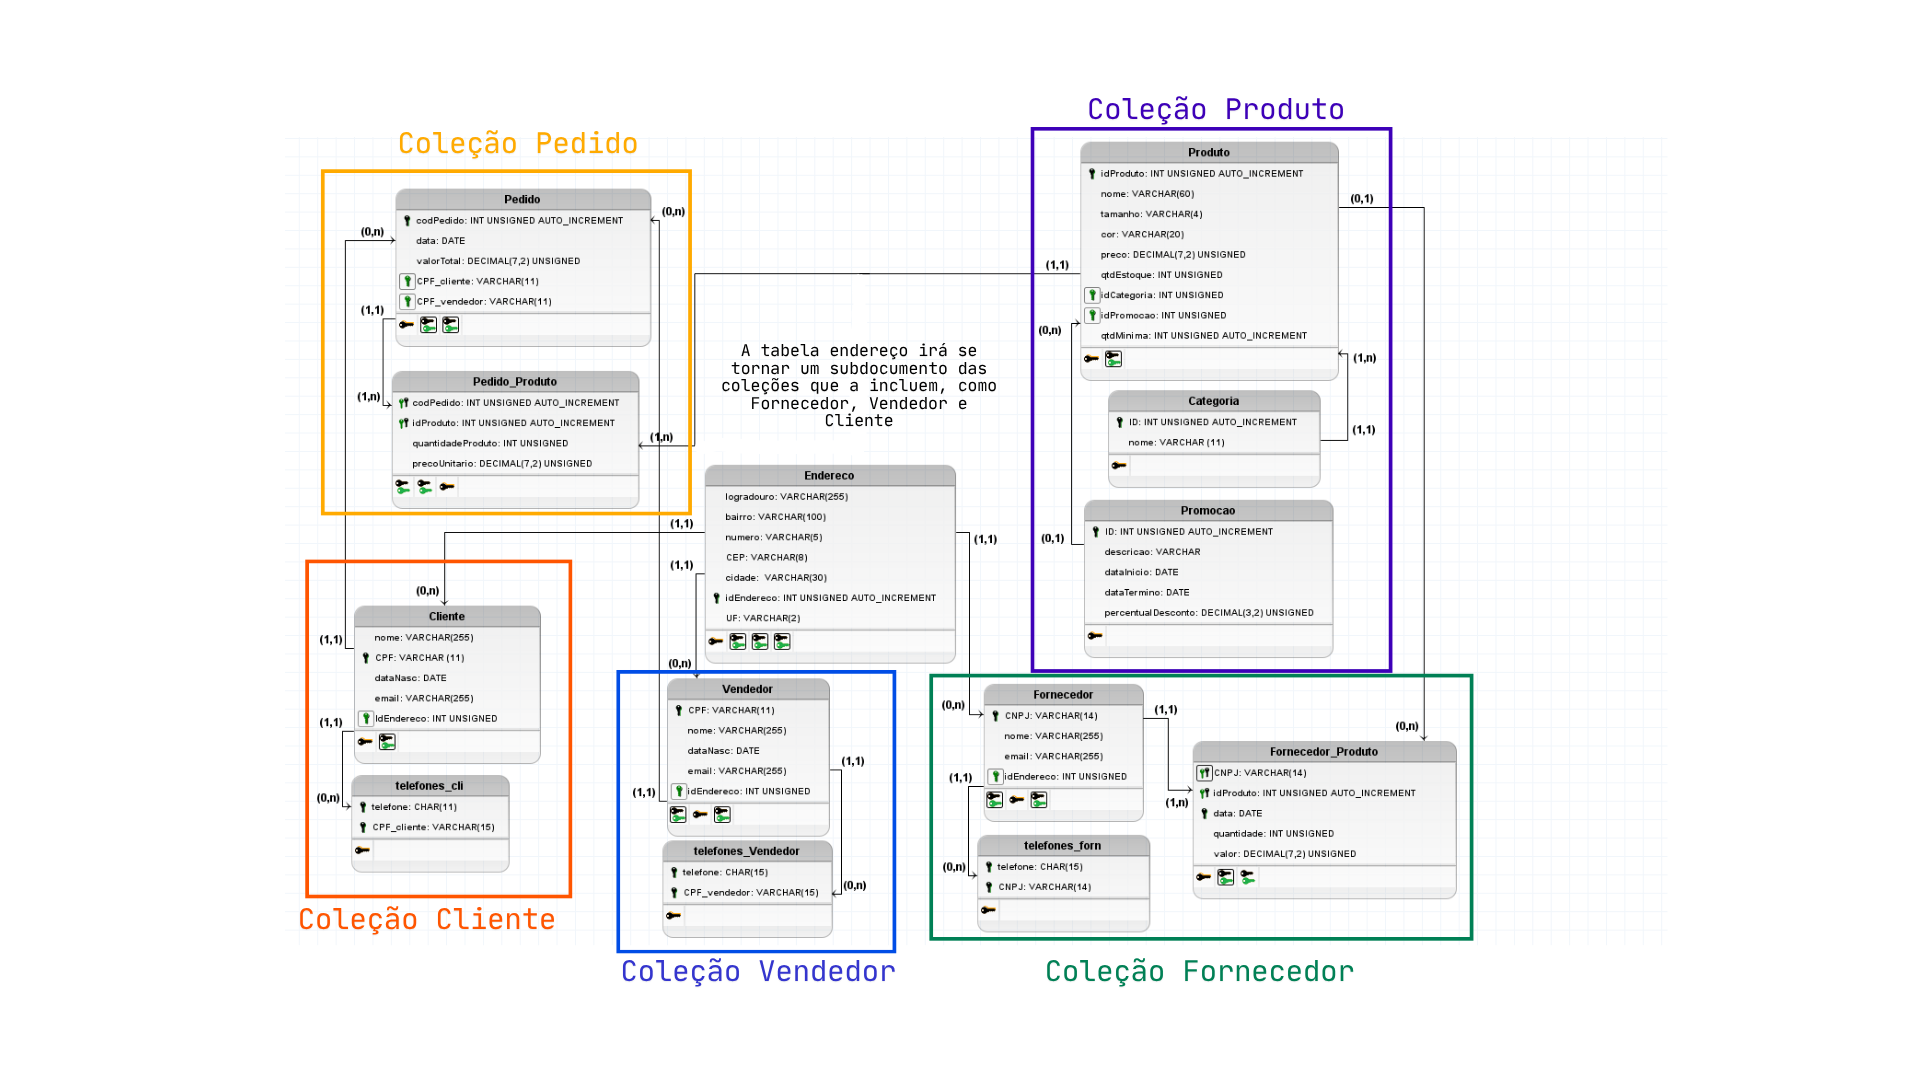 Coleção Pedido
Pedido
codPedido: INT UNSIGNED AUTO_INCREMENT
data: DATE
valorTotal: DECIMAL(7,2) UNSIGNED
CPF_cliente: VARCHAR(11)
CPF_vendedor: VARCHAR(11)
(0,n)
(0,n)
(1,1)
(1,n)
(1,n)
Pedido_Produto
codPedido: INT UNSIGNED AUTO_INCREMENT
idProduto: INT UNSIGNED AUTO_INCREMENT
quantidadeProduto: INT UNSIGNED
precoUnitario: DECIMAL(7,2) UNSIGNED
Coleção Produto
Produto
idProduto: INT UNSIGNED AUTO_INCREMENT
nome: VARCHAR(60)
tamanho: VARCHAR(4)
cor: VARCHAR(20)
preco: DECIMAL(7,2) UNSIGNED
qtdEstoque: INT UNSIGNED
idCategoria: INT UNSIGNED
idPromocao: INT UNSIGNED
qtdMinima: INT UNSIGNED AUTO_INCREMENT
(0,1)
(1,1)
(0,n)
(1,n)
Categoria
ID: INT UNSIGNED AUTO_INCREMENT
nome: VARCHAR (11)
(1,1)
Promocao
ID: INT UNSIGNED AUTO_INCREMENT
descricao: VARCHAR
dataInicio: DATE
dataTermino: DATE
percentualDesconto: DECIMAL(3,2) UNSIGNED
(0,1)
A tabela endereço irá se
tornar um subdocumento das
coleções que a incluem, como
Fornecedor, Vendedor e
Cliente
Endereco
logradouro: VARCHAR(255)
bairro: VARCHAR(100)
numero: VARCHAR(5)
CEP: VARCHAR(8)
cidade: VARCHAR(30)
idEndereco: INT UNSIGNED AUTO_INCREMENT
UF: VARCHAR(2)
(1,1)
(1,1)
(1,1)
(0,n)
Cliente
nome: VARCHAR(255)
CPF: VARCHAR (11)
dataNasc: DATE
email: VARCHAR(255)
IdEndereco: INT UNSIGNED
(1,1)
(1,1)
(0,n)
telefones_cli
telefone: CHAR(11)
CPF_cliente: VARCHAR(15)
Coleção Cliente
(0,n)
Vendedor
CPF: VARCHAR(11)
nome: VARCHAR(255)
dataNasc: DATE
email: VARCHAR(255)
idEndereco: INT UNSIGNED
(1,1)
(1,1)
(0,n)
telefones_Vendedor
telefone: CHAR(15)
CPF_vendedor: VARCHAR(15)
Coleção Vendedor
(0,n)
Fornecedor
CNPJ: VARCHAR(14)
nome: VARCHAR(255)
email: VARCHAR(255)
idEndereco: INT UNSIGNED
(1,1)
(1,1)
(1,n)
(0,n)
(0,n)
telefones_forn
telefone: CHAR(15)
CNPJ: VARCHAR(14)
Fornecedor_Produto
CNPJ: VARCHAR(14)
idProduto: INT UNSIGNED AUTO_INCREMENT
data: DATE
quantidade: INT UNSIGNED
valor: DECIMAL(7,2) UNSIGNED
Coleção Fornecedor